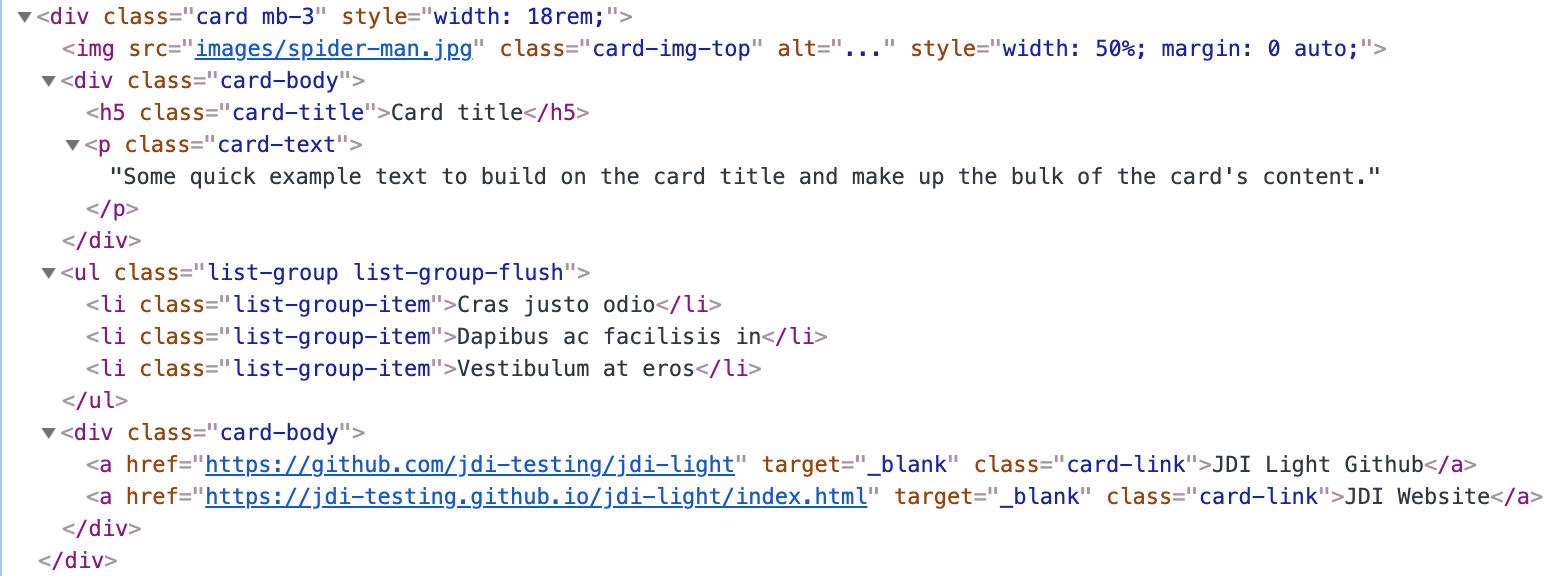 ▼<div class="card mb-3" style="width: 18rem;">
<img src="images/spider-man.jpg" class="card-img-top" alt="..." style="width: 50%; margin: 0 auto;">
▼<div class="card-body">
<h5 class="card-title">Card title</h5>
▼<p class="card-text">
"Some quick example text to build on the card title and make up the bulk of the card's content."
</p>
</div>
▼<ul class="list-group list-group-flush">
<li class="list-group-item">Cras justo odio</li>
<li class="list-group-item">Dapibus ac facilisis in</li>
<li class="list-group-item">Vestibulum at eros</li>
</ul>
▼<div class="card-body">
<a href="https://github.com/jdi-testing/jdi-light" target="_blank" class="card-link">JDI Light Github</a>
<a href="https://jdi-testing.github.io/jdi-light/index.html" target="_blank" class="card-link">JDI Website</a>
</div>
</div>